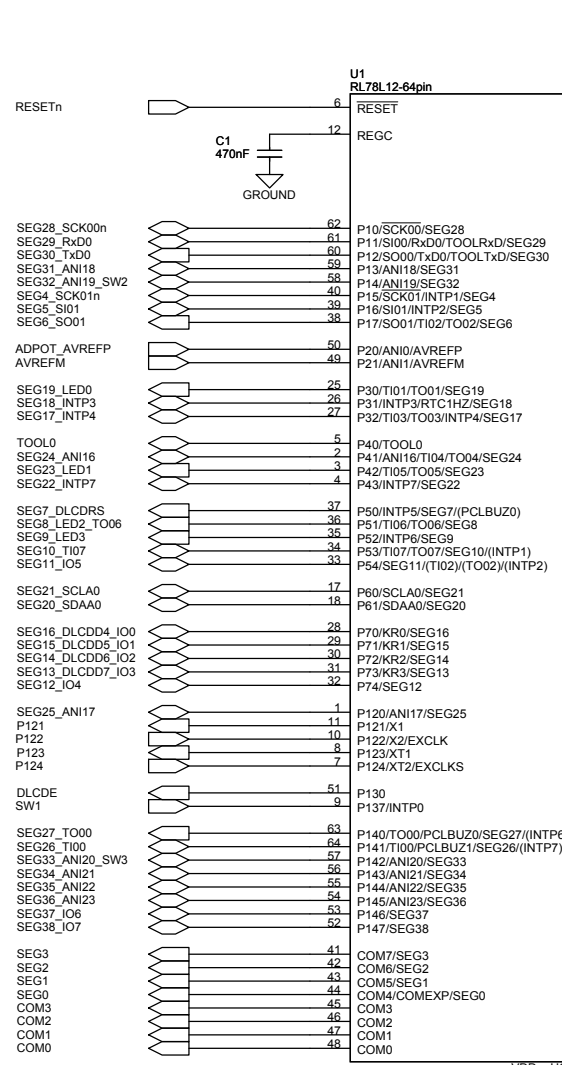 U1
RL78L12-64pin
RESETn 6 RESET
12 REGC
C1
470nF
GROUND
SEG28_SCK00n 62 P10/SCK00/SEG28
SEG29_RxD0 61 P11/SI00/RxD0/TOOLRxD/SEG29
SEG30_TxD0 60 P12/SO00/TxD0/TOOLTxD/SEG30
SEG31_ANI18 59 P13/ANI18/SEG31
SEG32_ANI19_SW2 58 P14/ANI19/SEG32
SEG4_SCK01n 40 P15/SCK01/INTP1/SEG4
SEG5_SI01 39 P16/SI01/INTP2/SEG5
SEG6_SO01 38 P17/SO01/TI02/TO02/SEG6
ADPOT_AVREFP 50 P20/ANI0/AVREFP
AVREFM 49 P21/ANI1/AVREFM
SEG19_LED0 25 P30/TI01/TO01/SEG19
SEG18_INTP3 26 P31/INTP3/RTC1HZ/SEG18
SEG17_INTP4 27 P32/TI03/TO03/INTP4/SEG17
TOOL0 5 P40/TOOL0
SEG24_ANI16 2 P41/ANI16/TI04/TO04/SEG24
SEG23_LED1 3 P42/TI05/TO05/SEG23
SEG22_INTP7 4 P43/INTP7/SEG22
SEG7_DLCDRS 37 P50/INTP5/SEG7/(PCLBUZ0)
SEG8_LED2_TO06 36 P51/TI06/TO06/SEG8
SEG9_LED3 35 P52/INTP6/SEG9
SEG10_TI07 34 P53/TI07/TO07/SEG10/(INTP1)
SEG11_IO5 33 P54/SEG11/(TI02)/(TO02)/(INTP2)
SEG21_SCLA0 17 P60/SCLA0/SEG21
SEG20_SDAA0 18 P61/SDAA0/SEG20
SEG16_DLCDD4_IO0 28 P70/KR0/SEG16
SEG15_DLCDD5_IO1 29 P71/KR1/SEG15
SEG14_DLCDD6_IO2 30 P72/KR2/SEG14
SEG13_DLCDD7_IO3 31 P73/KR3/SEG13
SEG12_IO4 32 P74/SEG12
SEG25_ANI17 1 P120/ANI17/SEG25
P121 11 P121/X1
P122 10 P122/X2/EXCLK
P123 8 P123/XT1
P124 7 P124/XT2/EXCLKS
DLCDE 51 P130
SW1 9 P137/INTP0
SEG27_TO00 63 P140/TO00/PCLBUZ0/SEG27/(INTP6
SEG26_TI00 64 P141/TI00/PCLBUZ1/SEG26/(INTP7)
SEG33_ANI20_SW3 57 P142/ANI20/SEG33
SEG34_ANI21 56 P143/ANI21/SEG34
SEG35_ANI22 55 P144/ANI22/SEG35
SEG36_ANI23 54 P145/ANI23/SEG36
SEG37_IO6 53 P146/SEG37
SEG38_IO7 52 P147/SEG38
SEG3 41 COM7/SEG3
SEG2 42 COM6/SEG2
SEG1 43 COM5/SEG1
SEG0 44 COM4/COMEXP/SEG0
COM3 45 COM3
COM2 46 COM2
COM1 47 COM1
COM0 48 COM0